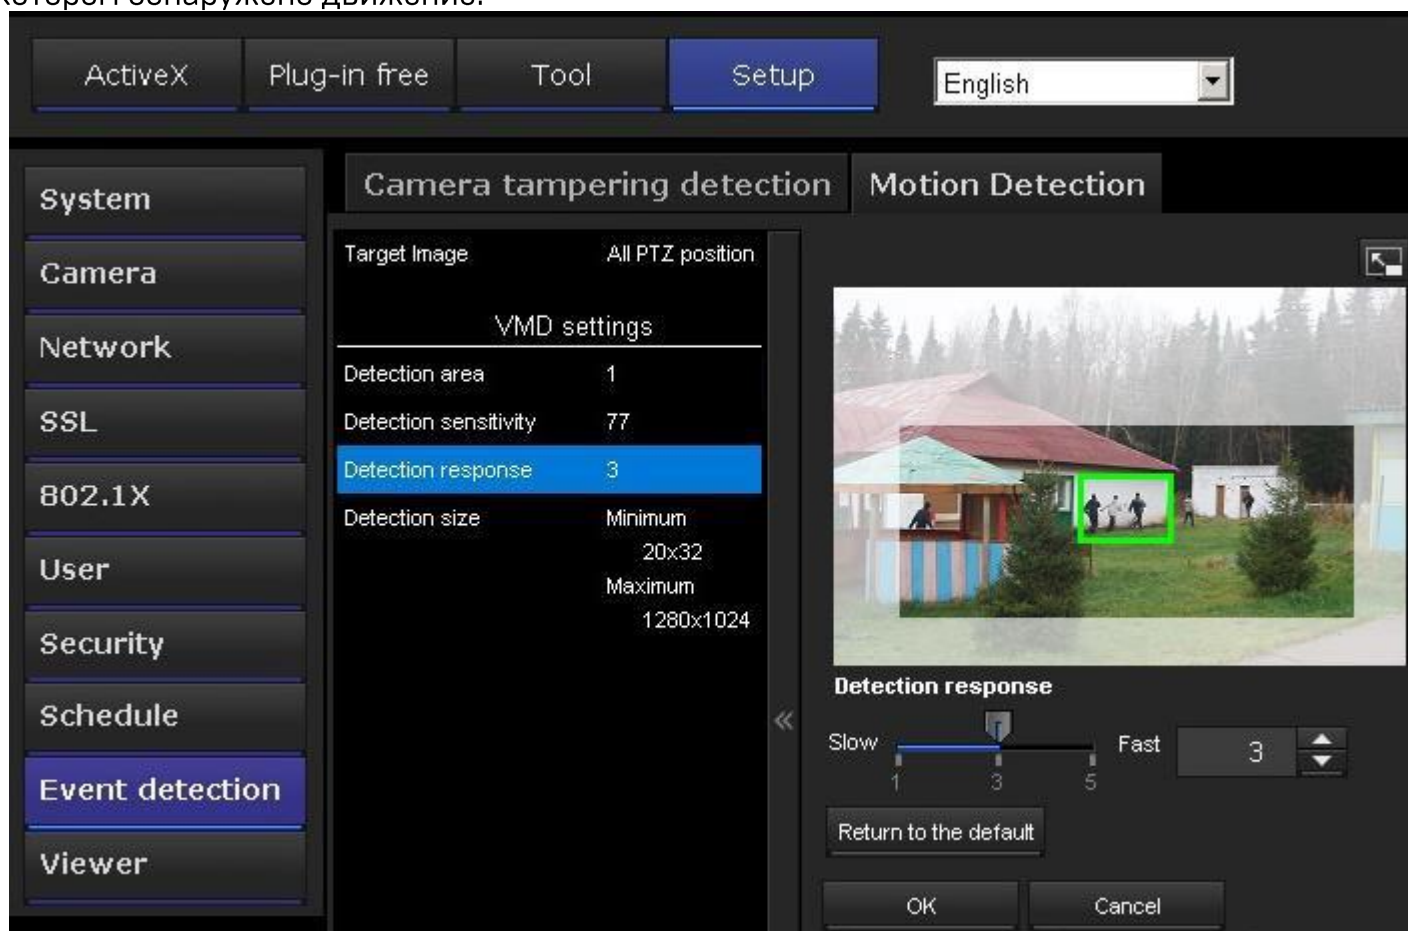 обнаружено движение.
ActiveX Plug-in free Tool Setup English
Camera tampering detection Motion Detection
System
Camera
Network
SSL
802.1X
User
Security
Schedule
Event detection
Viewer
Target Image All PTZ position
VMD settings
Detection area 1
Detection sensitivity 77
Detection response 3
Detection size Minimum
20x32
Maximum
1280x1024
«
Detection response
Slow Fast 3
1 3 5
Return to the default
OK Cancel